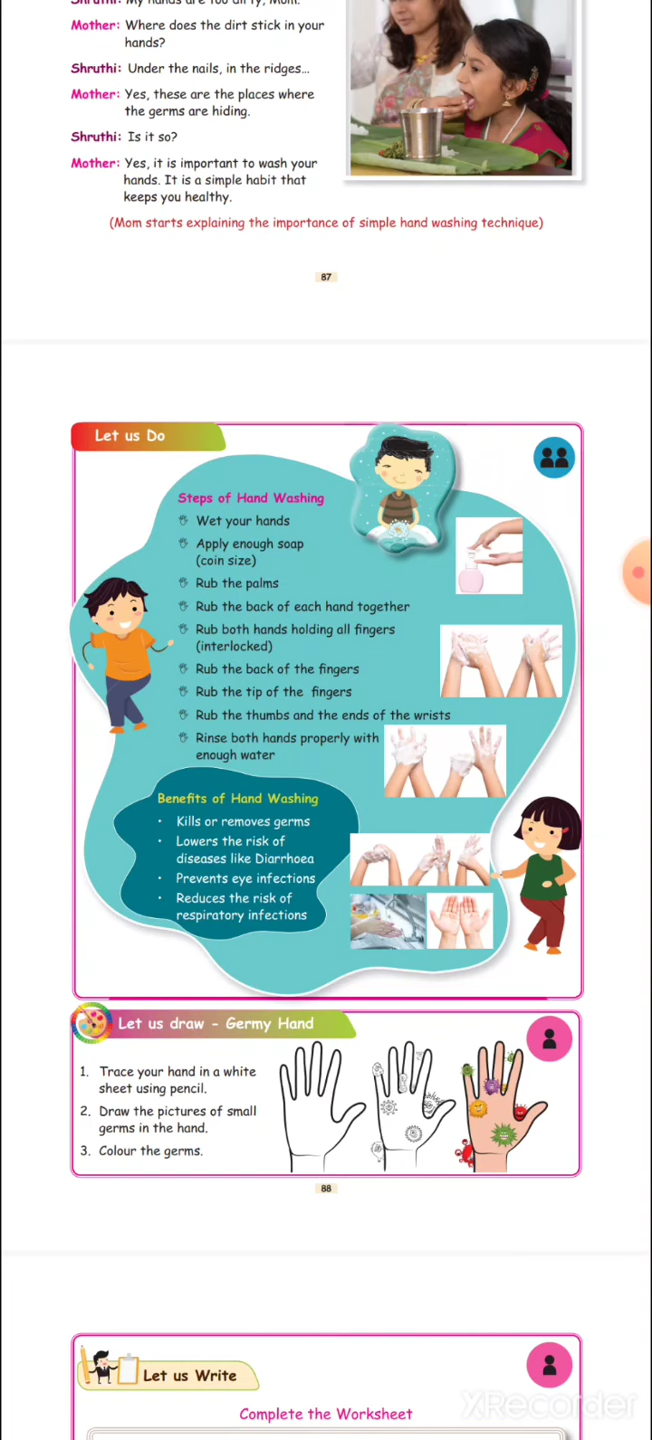 Shruthi: My hands are too dirty, Mom.
Mother: Where does the dirt stick in your
hands?
Shruthi: Under the nails, in the ridges...
Mother: Yes, these are the places where
the germs are hiding.
Shruthi: Is it so?
Mother: Yes, it is important to wash your
hands. It is a simple habit that
keeps you healthy.
(Mom starts explaining the importance of simple hand washing technique)
87
Let us Do
Steps of Hand Washing
Wet your hands
Apply enough soap
(coin size)
Rub the palms
Rub the back of each hand together
Rub both hands holding all fingers
(interlocked)
Rub the back of the fingers
Rub the tip of the fingers
Rub the thumbs and the ends of the wrists
Rinse both hands properly with
enough water
Benefits of Hand Washing
• Kills or removes germs
• Lowers the risk of
diseases like Diarrhoea
• Prevents eye infections
• Reduces the risk of
respiratory infections
Let us draw - Germy Hand
1. Trace your hand in a white
sheet using pencil.
2. Draw the pictures of small
germs in the hand.
3. Colour the germs.
88
Let us Write
Complete the Worksheet
XRecorder